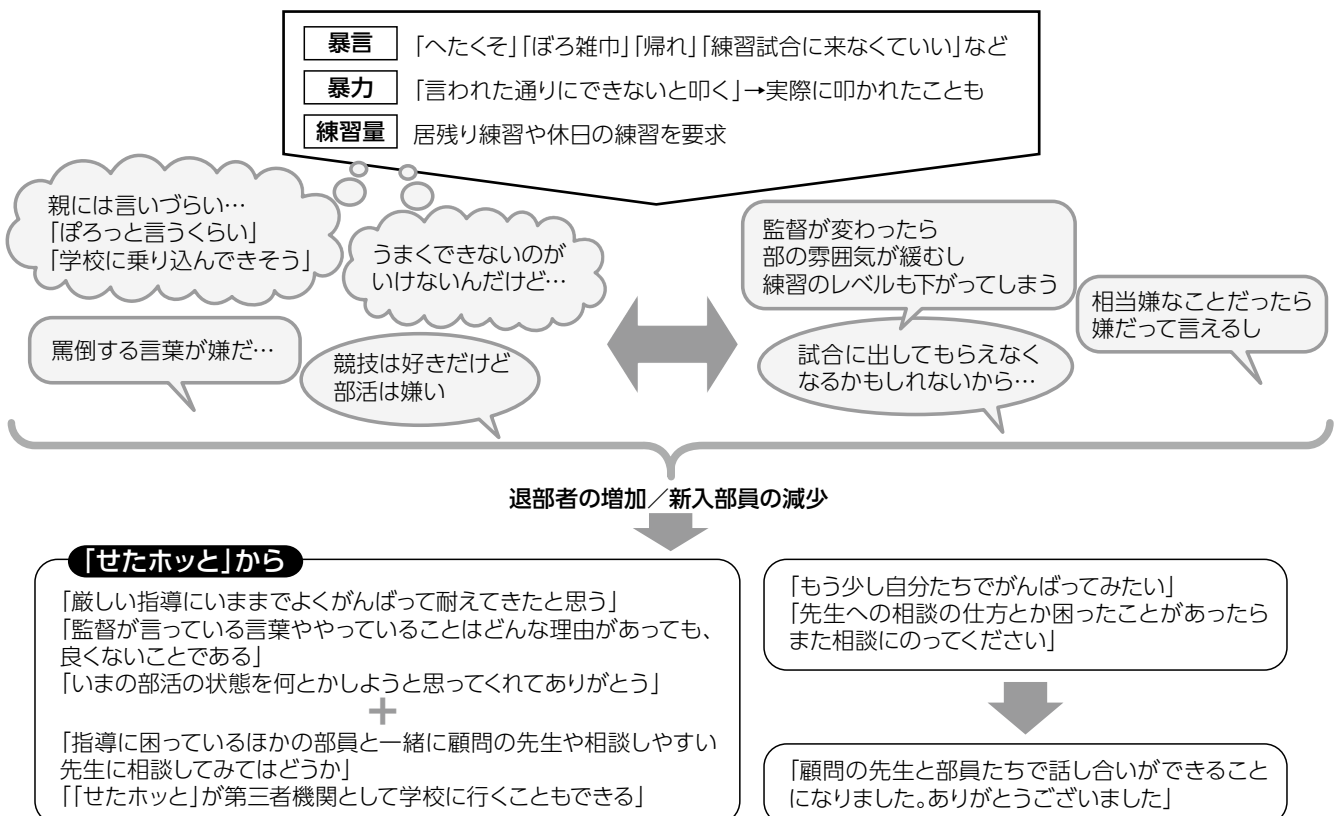 暴言 「へたくそ」「ぼろ雑巾」「帰れ」「練習試合に来なくていい」など
暴力 「言われた通りにできないと叩く」→実際に叩かれたことも
練習量 居残り練習や休日の練習を要求
親には言いづらい…
「ぽろっと言うくらい」
「学校に乗り込んできそう」
うまくできないのが
いけないんだけど…
罵倒する言葉が嫌だ…
競技は好きだけど
部活は嫌い
監督が変わったら
部の雰囲気が緩むし
練習のレベルも下がってしまう
相当嫌なことだったら
嫌だって言えるし
試合に出してもらえなく
なるかもしれないから…
退部者の増加／新入部員の減少
「せたホッと」から
「厳しい指導にいままでよくがんばって耐えてきたと思う」
「監督が言っている言葉ややっていることはどんな理由があっても、
良くないことである」
「いまの部活の状態を何とかしようと思ってくれてありがとう」
＋
「指導に困っているほかの部員と一緒に顧問の先生や相談しやすい
先生に相談してみてはどうか」
「「せたホッと」が第三者機関として学校に行くこともできる」
「もう少し自分たちでがんばってみたい」
「先生への相談の仕方とか困ったことがあったら
また相談にのってください」
「顧問の先生と部員たちで話し合いができること
になりました。ありがとうございました」